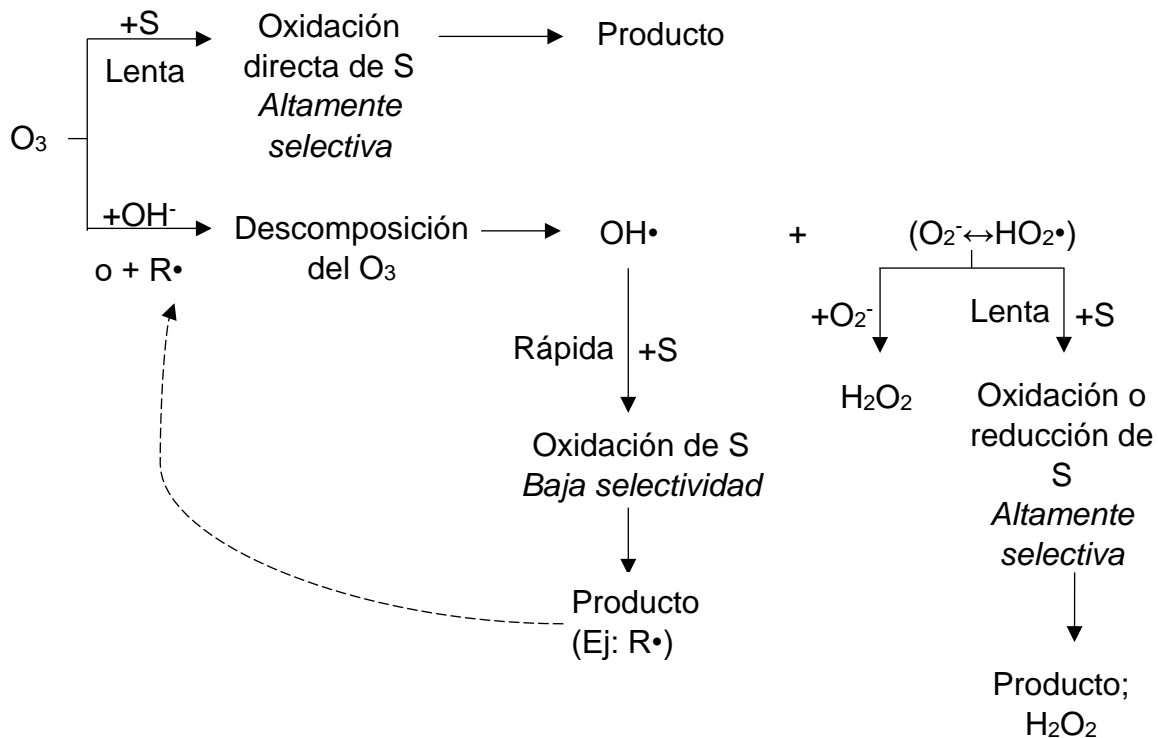 +S
Lenta
Oxidación
directa de S
Altamente
selectiva
Producto
O₃
+OH⁻
o + R•
Descomposición
del O₃
OH•
+
(O₂⁻↔HO₂•)
Rápida
+S
+O₂⁻
Lenta
+S
H₂O₂
Oxidación de S
Baja selectividad
Oxidación o
reducción de
S
Altamente
selectiva
Producto
(Ej: R•)
Producto;
H₂O₂